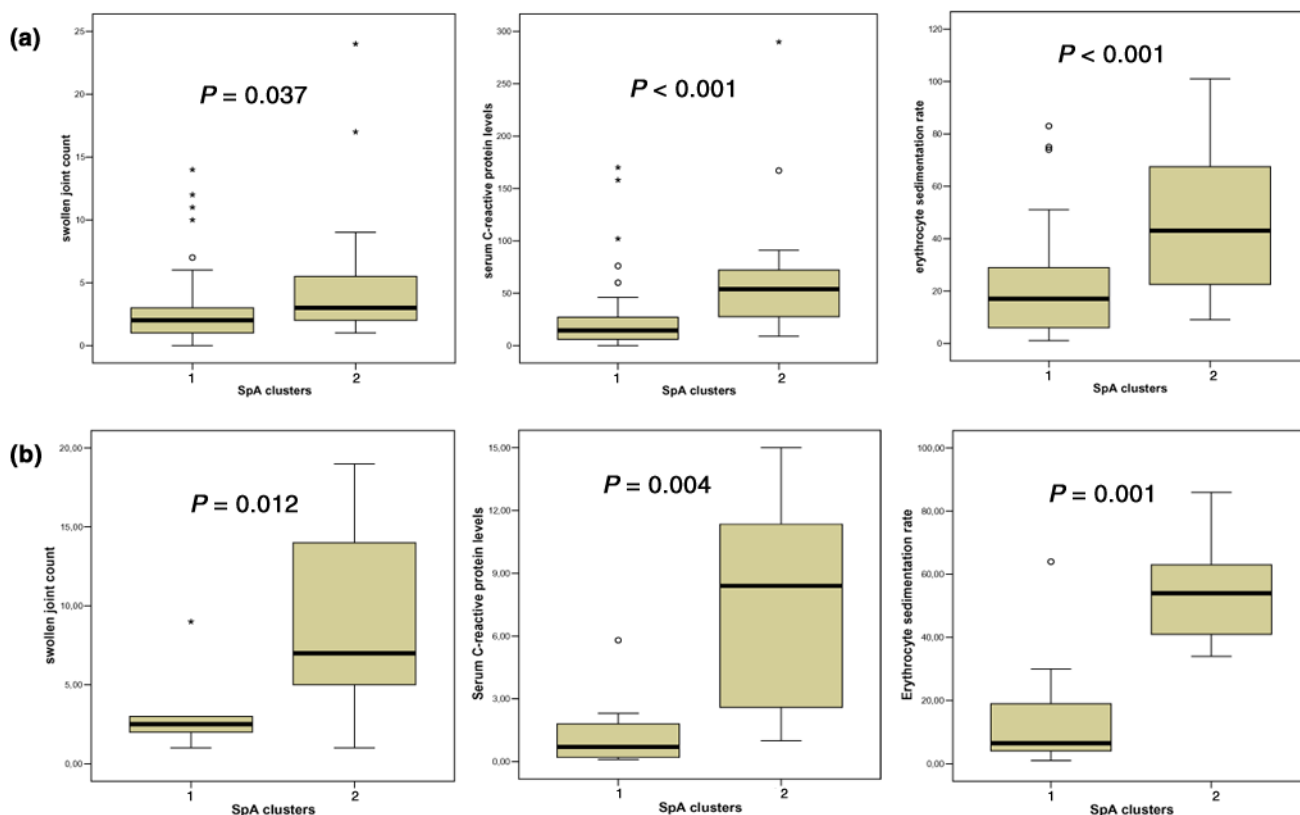 (a)
swollen joint count
25
20
15
10
5
0
P = 0.037
1 2
SpA clusters
serum C-reactive protein levels
300
250
200
150
100
50
0
P < 0.001
1 2
SpA clusters
erythrocyte sedimentation rate
120
100
80
60
40
20
0
P < 0.001
1 2
SpA clusters
(b)
swollen joint count
20,00
15,00
10,00
5,00
0,00
P = 0.012
1 2
SpA clusters
Serum C-reactive protein levels
15,00
12,00
9,00
6,00
3,00
0,00
P = 0.004
1 2
SpA clusters
Erythrocyte sedimentation rate
100,00
80,00
60,00
40,00
20,00
0,00
P = 0.001
1 2
SpA clusters